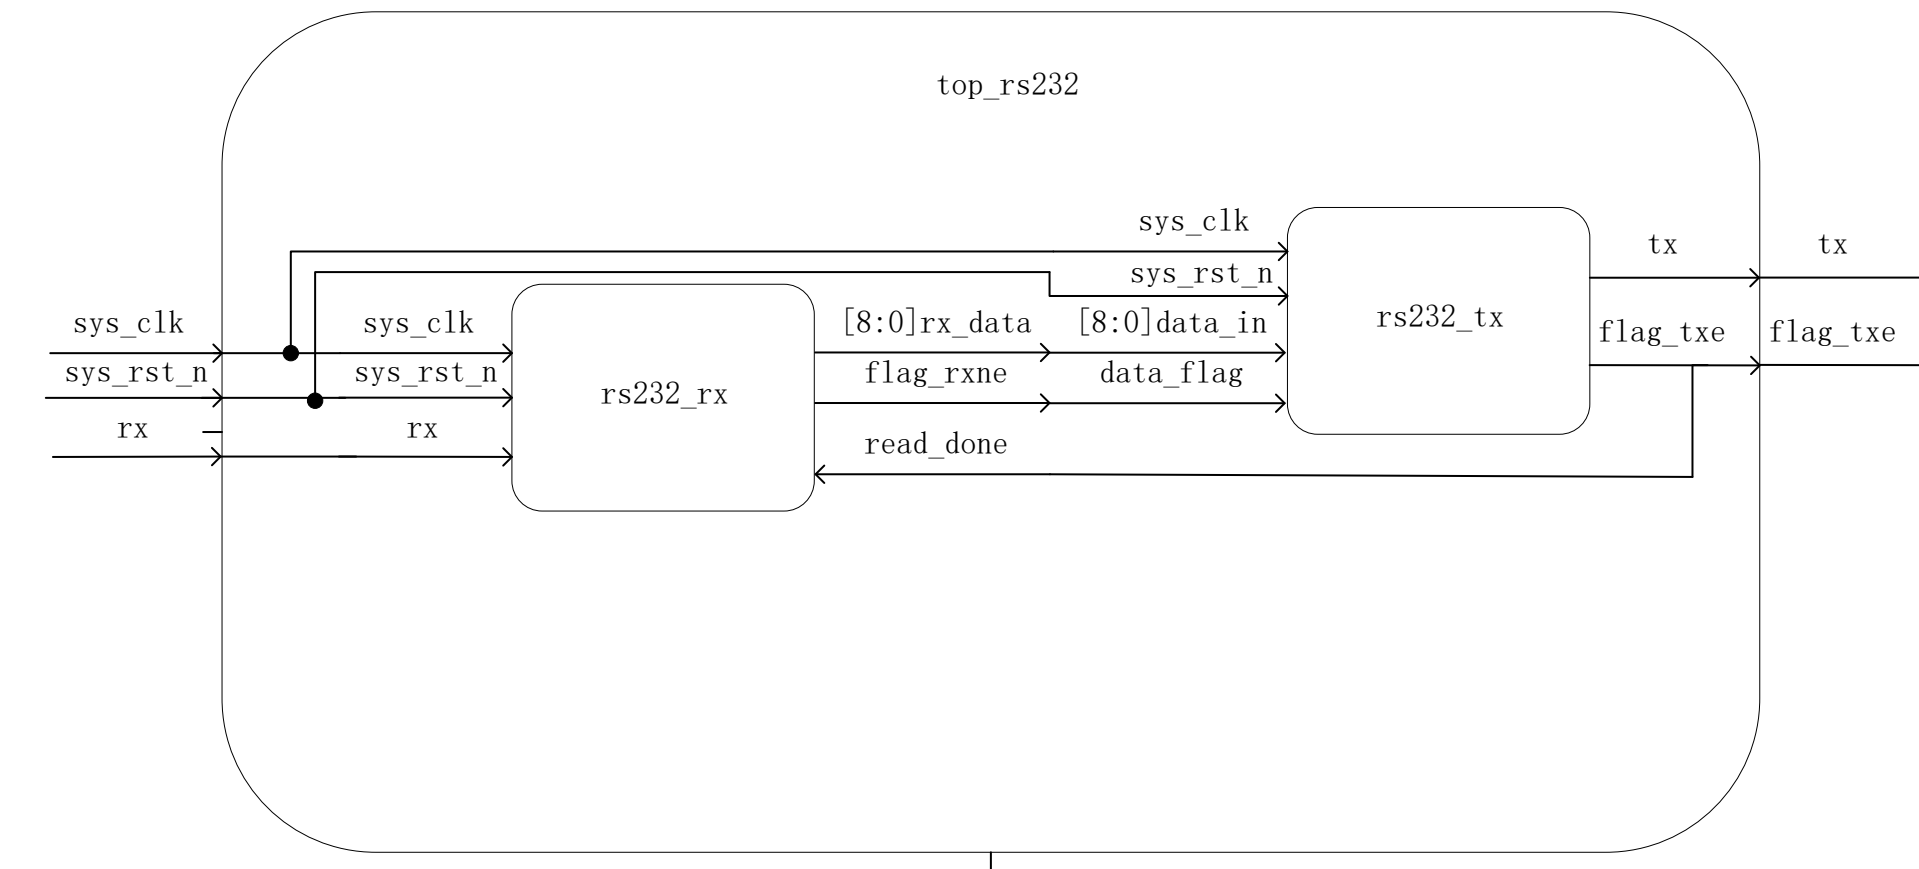 top_rs232
sys_clk
tx
tx
sys_rst_n
sys_clk
sys_clk
[8:0]rx_data
[8:0]data_in
rs232_tx
flag_txe
flag_txe
sys_rst_n
sys_rst_n
flag_rxne
data_flag
rs232_rx
rx
rx
read_done